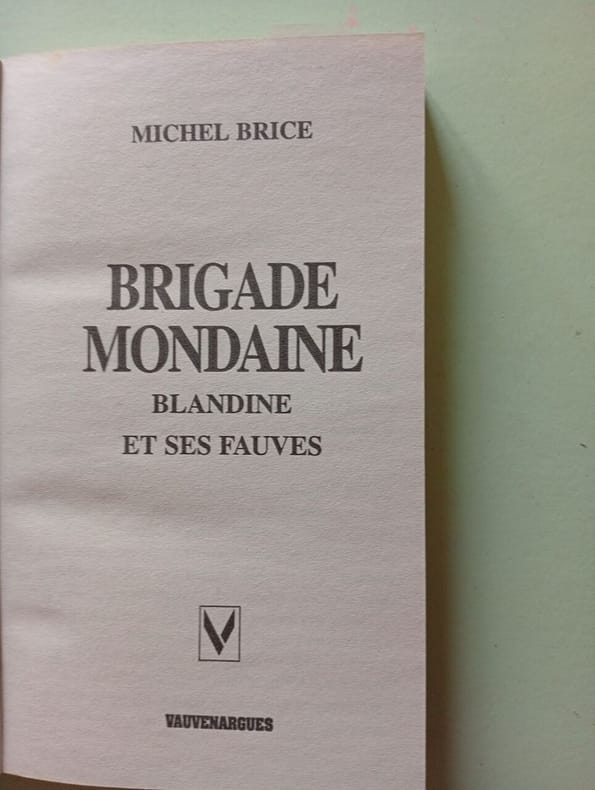 MICHEL BRICE
BRIGADE
MONDAINE
BLANDINE
ET SES FAUVES
V
VAUVENARGUES